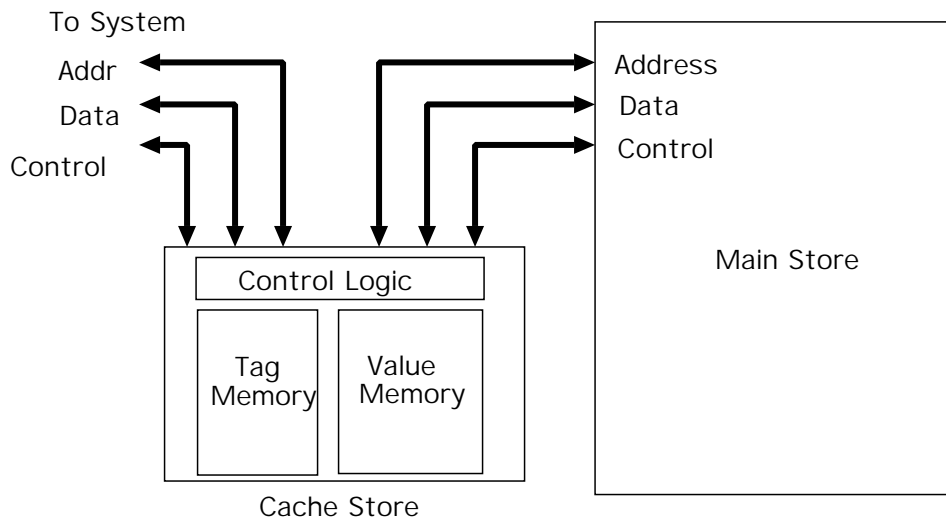 To System
Addr
Data
Control
Address
Data
Control
Main Store
Control Logic
Tag
Memory
Value
Memory
Cache Store